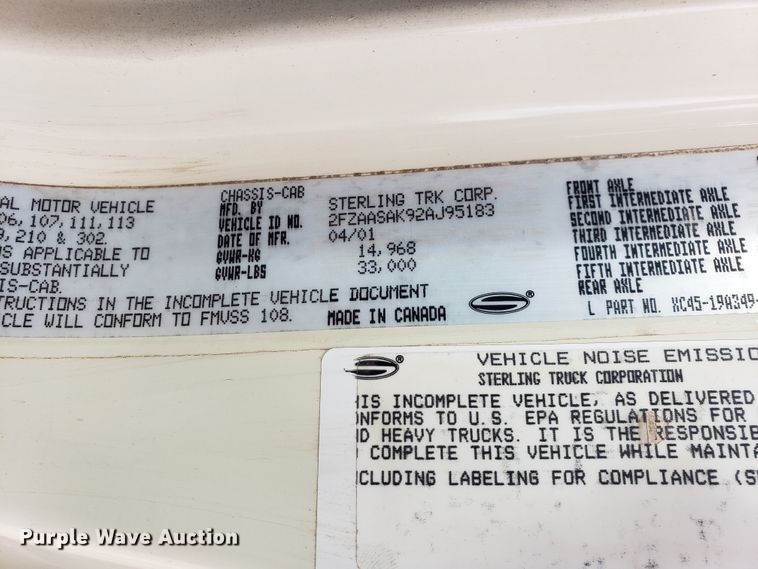 AL MOTOR VEHICLE
06, 107, 111, 113
9, 210 & 302.
S APPLICABLE TO
SUBSTANTIALLY
IS-CAB.
TRUCTIONS IN THE INCOMPLETE VEHICLE DOCUMENT
CLE WILL CONFORM TO FMVSS 108.
CHASSIS-CAB
MFD. BY STERLING TRK CORP.
VEHICLE ID NO. 2FZAASAK92AJ95183
DATE OF MFR. 04/01
GVWR-KG 14,968
GVWR-LBS 33,000
MADE IN CANADA
®
FRONT AXLE
FIRST INTERMEDIATE AXLE
SECOND INTERMEDIATE AXLE
THIRD INTERMEDIATE AXLE
FOURTH INTERMEDIATE AXLE
FIFTH INTERMEDIATE AXLE
REAR AXLE
L PART NO. XC45-19A349-
® VEHICLE NOISE EMISSIO
STERLING TRUCK CORPORATION
IS INCOMPLETE VEHICLE, AS DELIVERED
NFORMS TO U.S. EPA REGULATIONS FOR
D HEAVY TRUCKS. IT IS THE RESPONSIB
COMPLETE THIS VEHICLE WHILE MAINTA
CLUDING LABELING FOR COMPLIANCE. (S
Purple Wave Auction